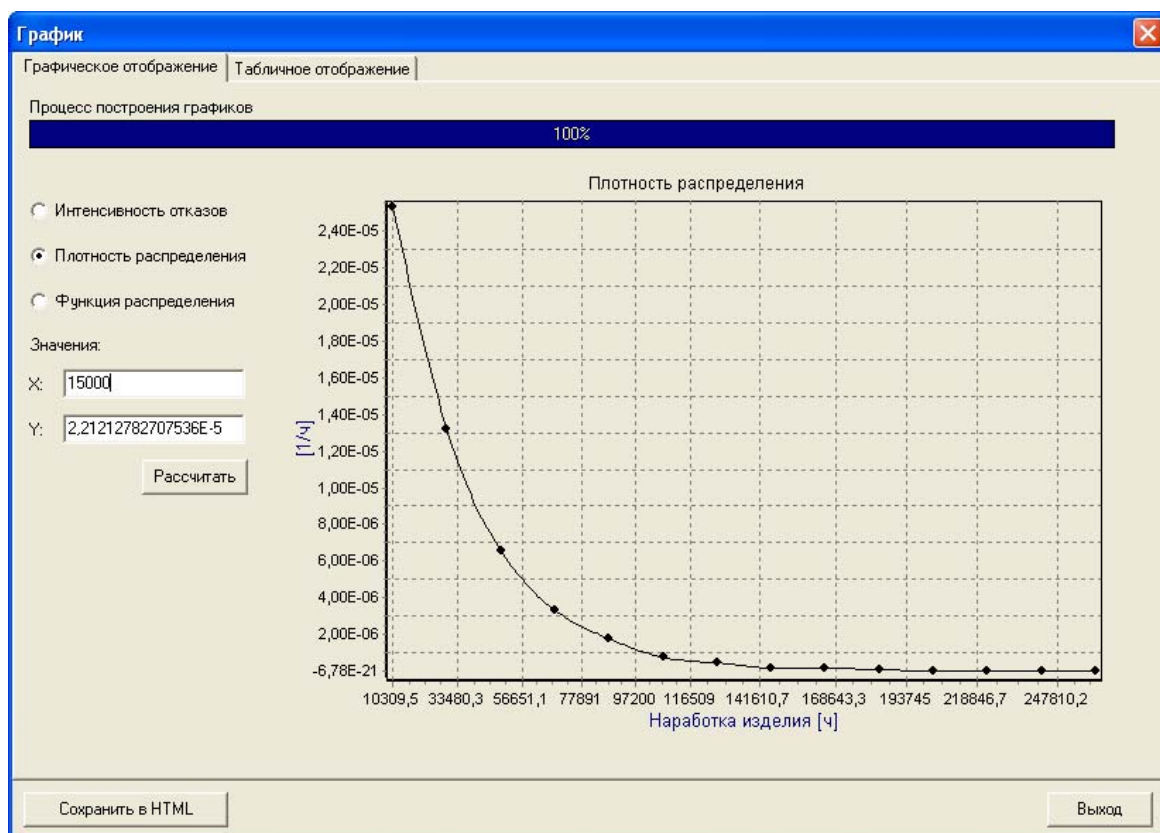 График
Графическое отображение
Табличное отображение
Процесс построения графиков
100%
Интенсивность отказов
Плотность распределения
Функция распределения
Значения:
X: 15000
Y: 2,21212782707536E-5
Рассчитать
Плотность распределения
[1/ч]
2,40E-05
2,20E-05
2,00E-05
1,80E-05
1,60E-05
1,40E-05
1,20E-05
1,00E-05
8,00E-06
6,00E-06
4,00E-06
2,00E-06
-6,78E-21
10309,5 33480,3 56651,1 77891 97200 116509 141610,7 168643,3 193745 218846,7 247810,2
Наработка изделия [ч]
Сохранить в HTML
Выход